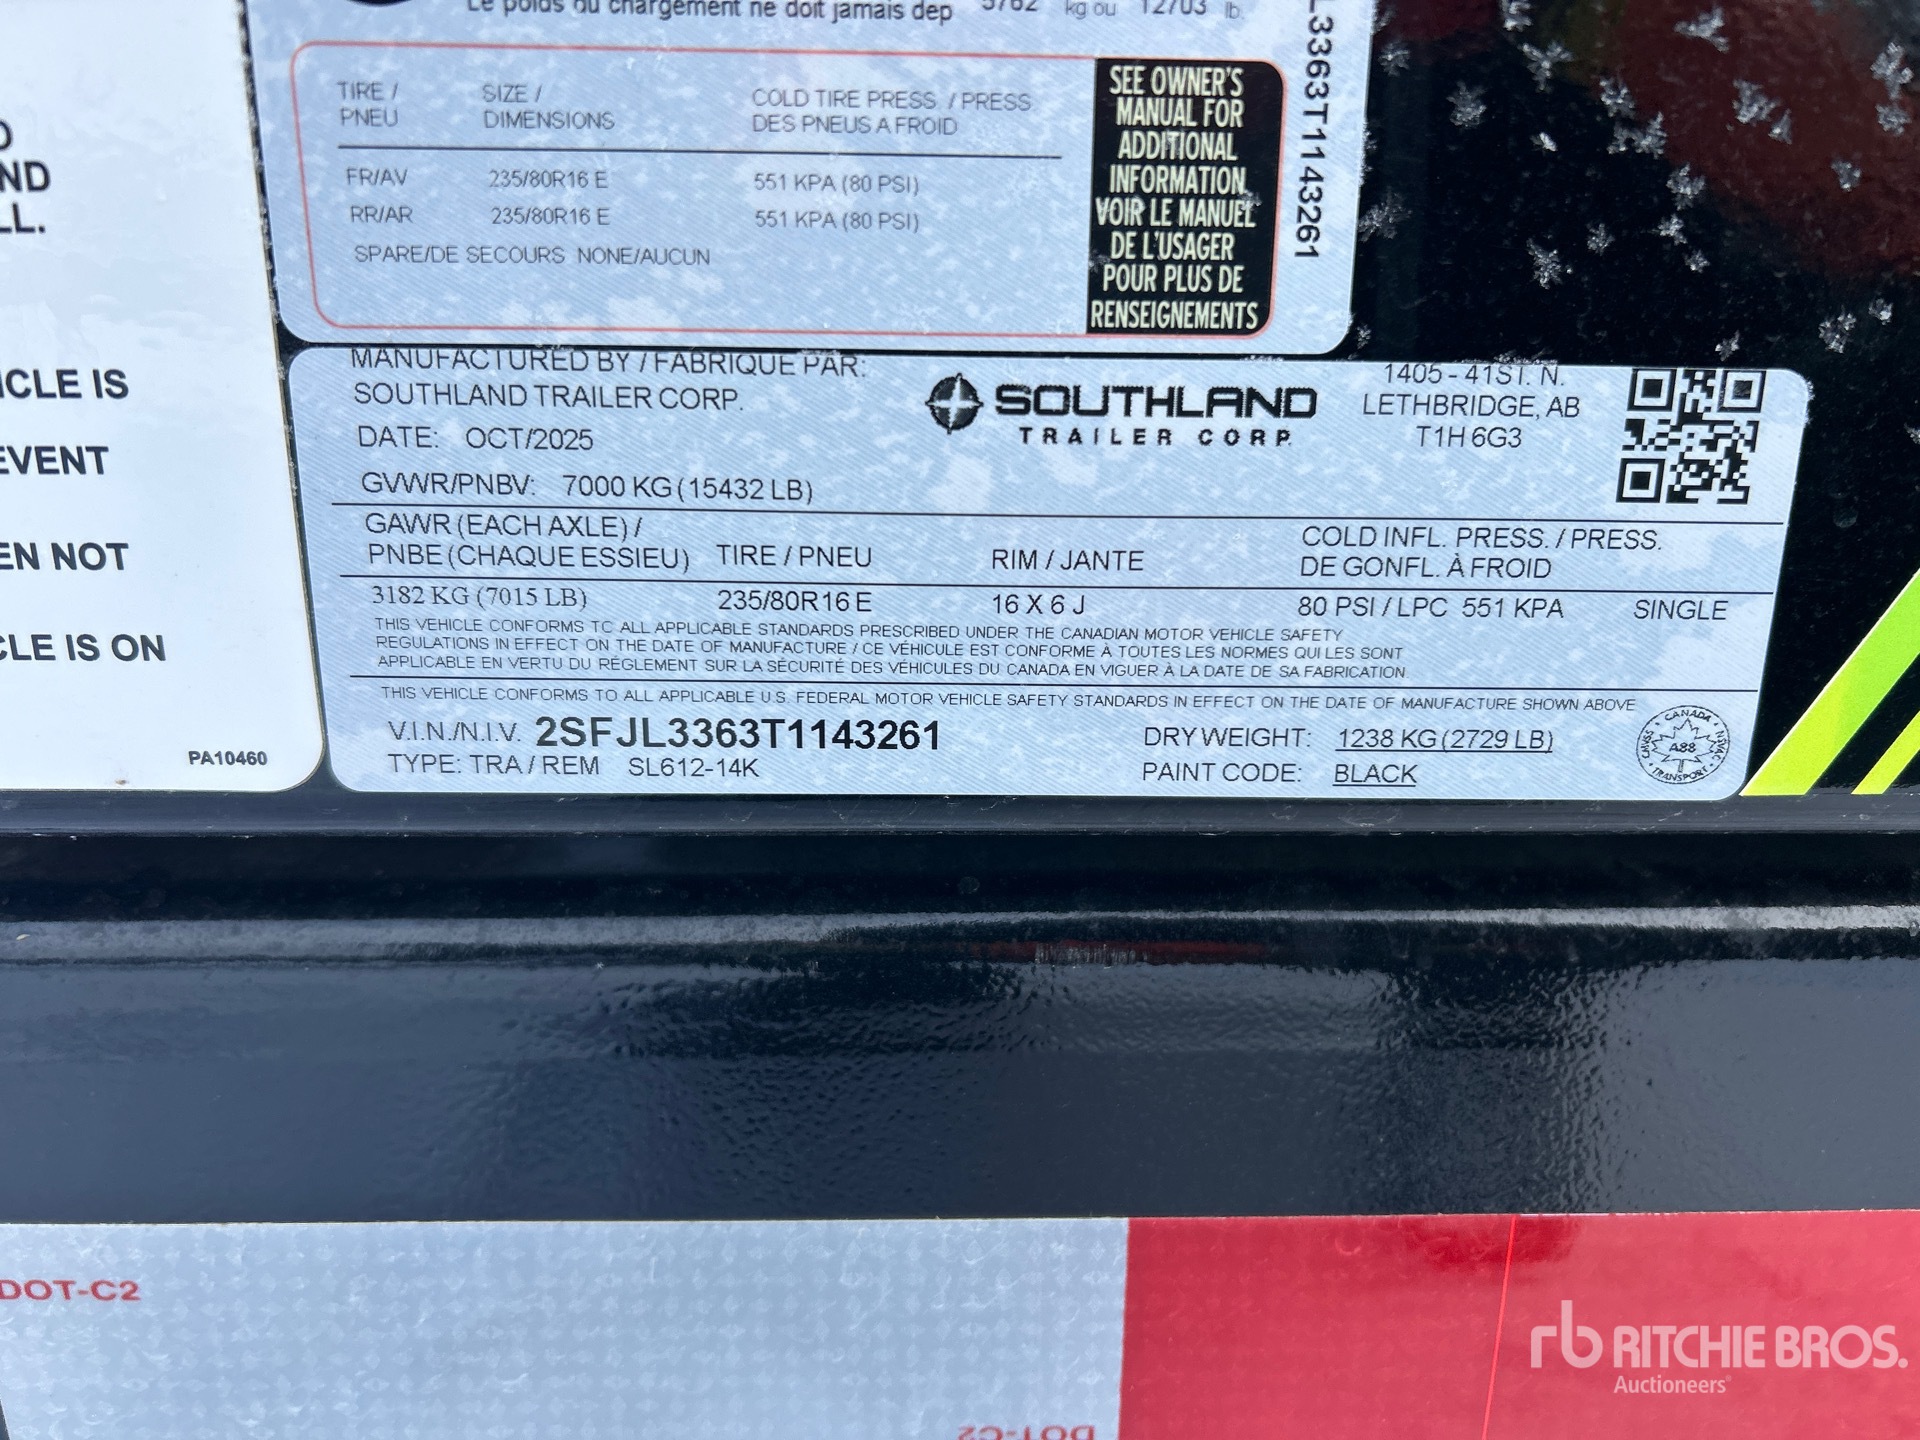 Le poids du chargement ne doit jamais dep 5762 kg ou 12703 lb.
TIRE / PNEU
SIZE / DIMENSIONS
COLD TIRE PRESS. / PRESS DES PNEUS A FROID
FR/AV 235/80R16 E 551 KPA (80 PSI)
RR/AR 235/80R16 E 551 KPA (80 PSI)
SPARE/DE SECOURS NONE/AUCUN
SEE OWNER'S
MANUAL FOR
ADDITIONAL
INFORMATION
VOIR LE MANUEL
DE L'USAGER
POUR PLUS DE
RENSEIGNEMENTS
L3363T1143261
ND
LL.
ICLE IS
EVENT
EN NOT
CLE IS ON
PA10460
MANUFACTURED BY / FABRIQUE PAR:
SOUTHLAND TRAILER CORP.
DATE: OCT/2025
GVWR/PNBV: 7000 KG (15432 LB)
SOUTHLAND
TRAILER CORP.
1405 - 41ST. N.
LETHBRIDGE, AB
T1H 6G3
GAWR (EACH AXLE) /
PNBE (CHAQUE ESSIEU) TIRE / PNEU RIM / JANTE
COLD INFL. PRESS. / PRESS.
DE GONFL. À FROID
3182 KG (7015 LB) 235/80R16 E 16 X 6 J 80 PSI / LPC 551 KPA SINGLE
THIS VEHICLE CONFORMS TO ALL APPLICABLE STANDARDS PRESCRIBED UNDER THE CANADIAN MOTOR VEHICLE SAFETY
REGULATIONS IN EFFECT ON THE DATE OF MANUFACTURE / CE VÉHICULE EST CONFORME À TOUTES LES NORMES QUI LES SONT
APPLICABLE EN VERTU DU RÉGLEMENT SUR LA SÉCURITÉ DES VÉHICULES DU CANADA EN VIGUER À LA DATE DE SA FABRICATION.
THIS VEHICLE CONFORMS TO ALL APPLICABLE U.S. FEDERAL MOTOR VEHICLE SAFETY STANDARDS IN EFFECT ON THE DATE OF MANUFACTURE SHOWN ABOVE
V.I.N./N.I.V. 2SFJL3363T1143261
TYPE: TRA / REM SL612-14K
DRY WEIGHT: 1238 KG (2729 LB)
PAINT CODE: BLACK
CANADA
CMVSS
A88
NSVAC
TRANSPORT
DOT-C2
DOT-C2
rb RITCHIE BROS.
Auctioneers